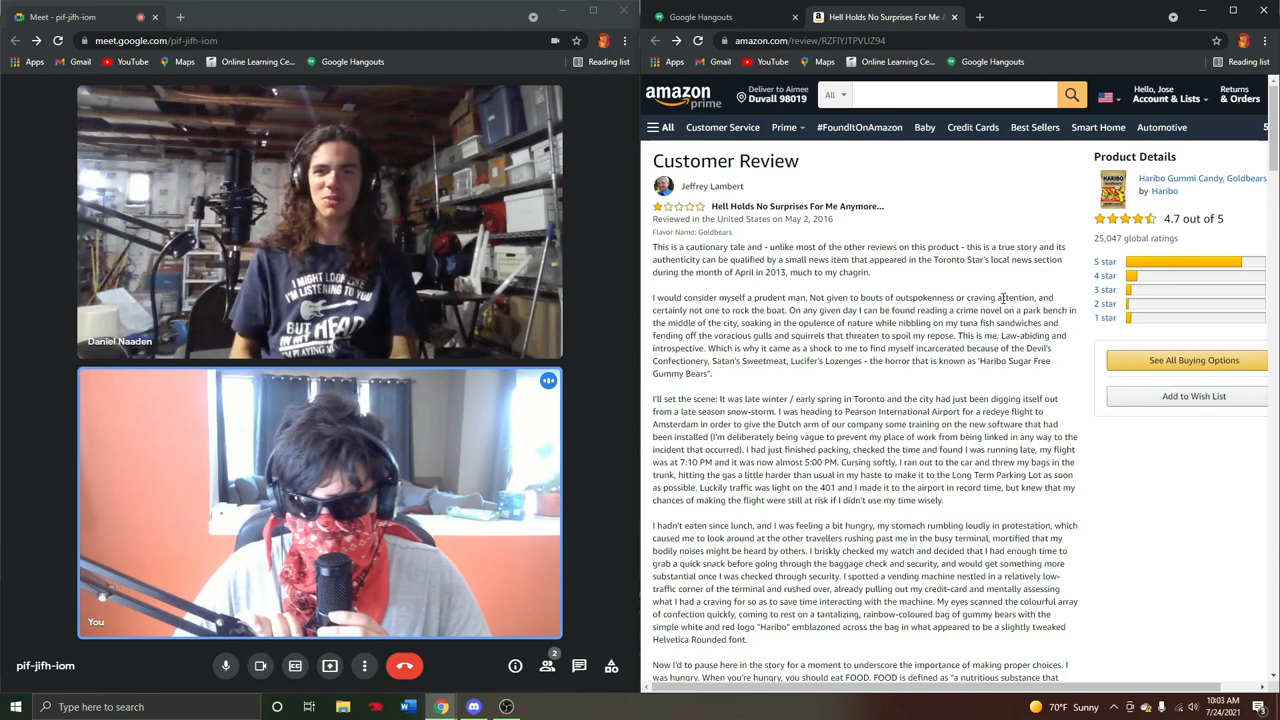 Meet - pif-jifh-iom
meet.google.com/pif-jifh-iom
Apps
Gmail
YouTube
Maps
Online Learning Ce...
Google Hangouts
Reading list
I MIGHT LOOK LIKE
I'M LISTENING TO
YOU
BUT IN MY
HEAD
I'M PLAYING MY
Daniel Naaden
You
pif-jifh-iom
2
Google Hangouts
Hell Holds No Surprises For Me A
amazon.com/review/RZFIYJTPVUZ94
Apps
Gmail
YouTube
Maps
Online Learning Ce...
Google Hangouts
Reading list
amazon
prime
Deliver to Aimee
Duvall 98019
All
Hello, Jose
Account & Lists
Returns
& Orders
All
Customer Service
Prime
#FoundItOnAmazon
Baby
Credit Cards
Best Sellers
Smart Home
Automotive
Customer Review
Jeffrey Lambert
Hell Holds No Surprises For Me Anymore...
Reviewed in the United States on May 2, 2016
Flavor Name: Goldbears
This is a cautionary tale and - unlike most of the other reviews on this product - this is a true story and its
authenticity can be qualified by a small news item that appeared in the Toronto Star's local news section
during the month of April in 2013, much to my chagrin.
I would consider myself a prudent man. Not given to bouts of outspokenness or craving attention, and
certainly not one to rock the boat. On any given day I can be found reading a crime novel on a park bench in
the middle of the city, soaking in the opulence of nature while nibbling on my tuna fish sandwiches and
fending off the voracious gulls and squirrels that threaten to spoil my repose. This is me. Law-abiding and
introspective. Which is why it came as a shock to me to find myself incarcerated because of the Devil's
Confectionery, Satan's Sweetmeat, Lucifer's Lozenges - the horror that is known as 'Haribo Sugar Free
Gummy Bears".
I'll set the scene: It was late winter / early spring in Toronto and the city had just been digging itself out
from a late season snow-storm. I was heading to Pearson International Airport for a redeye flight to
Amsterdam in order to give the Dutch arm of our company some training on the new software that had
been installed (I'm deliberately being vague to prevent my place of work from being linked in any way to the
incident that occurred). I had just finished packing, checked the time and found I was running late, my flight
was at 7:10 PM and it was now almost 5:00 PM. Cursing softly, I ran out to the car and threw my bags in the
trunk, hitting the gas a little harder than usual in my haste to make it to the Long Term Parking Lot as soon
as possible. Luckily traffic was light on the 401 and I made it to the airport in record time, but knew that my
chances of making the flight were still at risk if I didn't use my time wisely.
I hadn't eaten since lunch, and I was feeling a bit hungry, my stomach rumbling loudly in protestation, which
caused me to look around at the other travellers rushing past me in the busy terminal, mortified that my
bodily noises might be heard by others. I briskly checked my watch and decided that I had enough time to
grab a quick snack before going through the baggage check and security, and would get something more
substantial once I was checked through security. I spotted a vending machine nestled in a relatively low-
traffic corner of the terminal and rushed over, already pulling out my credit-card and mentally assessing
what I had a craving for so as to save time interacting with the machine. My eyes scanned the colourful array
of confection quickly, coming to rest on a tantalizing, rainbow-coloured bag of gummy bears with the
simple white and red logo "Haribo" emblazoned across the bag in what appeared to be a slightly tweaked
Helvetica Rounded font.
Now I'd to pause here in the story for a moment to underscore the importance of making proper choices. I
was hungry. When you're hungry, you should eat FOOD. FOOD is defined as "a nutritious substance that
Product Details
Haribo Gummi Candy, Goldbears
by Haribo
4.7 out of 5
25,047 global ratings
5 star
4 star
3 star
2 star
1 star
See All Buying Options
Add to Wish List
Type here to search
70°F Sunny
10:03 AM
7/24/2021
3